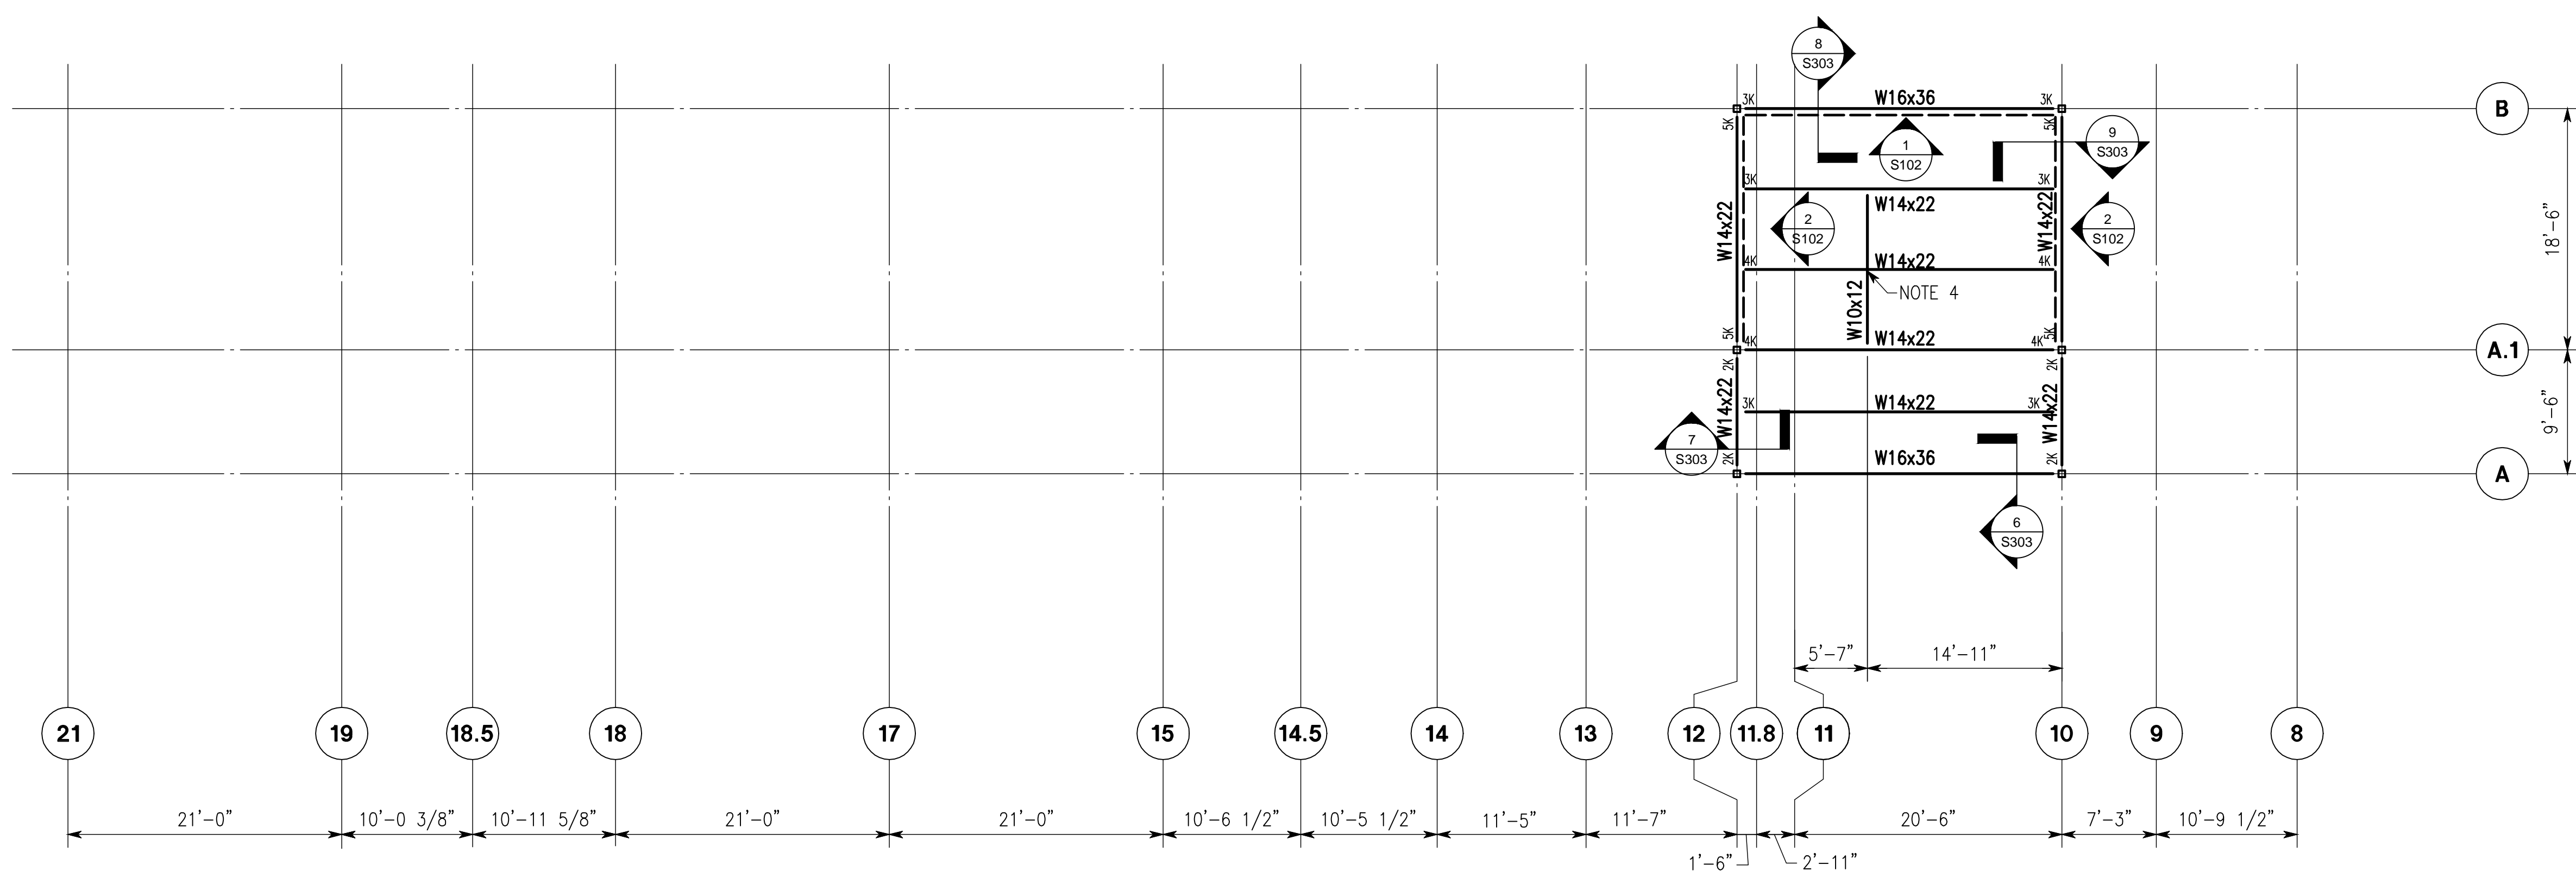 8
S303
3K W16x36 3K
B
5K 5K
1
S102
9
S303
3K 3K
W14x22
W14x22
W14x22
2
S102
2
S102
18'-6"
4K W14x22 4K
NOTE 4
W10x12
5K 5K
4K W14x22 4K
A.1
2K 2K
W14x22
W14x22
3K W14x22 3K
9'-6"
7
S303
2K W16x36 2K
A
6
S303
5'-7" 14'-11"
21 19 18.5 18 17 15 14.5 14 13 12 11.8 11 10 9 8
21'-0" 10'-0 3/8" 10'-11 5/8" 21'-0" 21'-0" 10'-6 1/2" 10'-5 1/2" 11'-5" 11'-7" 20'-6" 7'-3" 10'-9 1/2"
1'-6" 2'-11"